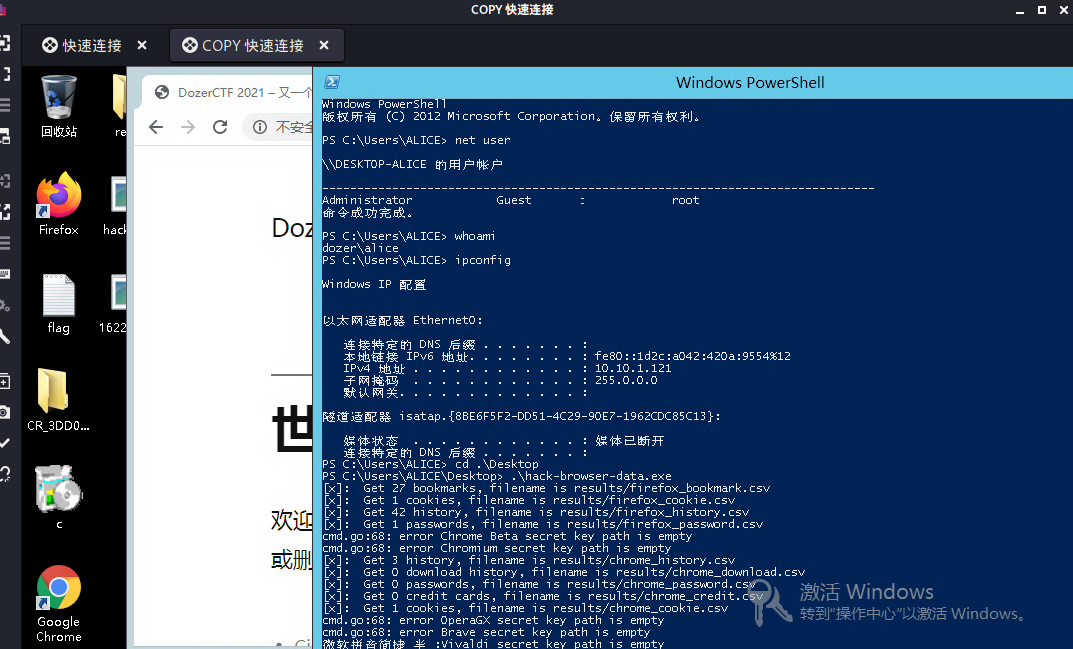 COPY 快速连接
快速连接
COPY 快速连接
回收站
re
Firefox
hack
flag
1622
CR_3DD0...
c
Google
Chrome
DozerCTF 2021 – 又一个
不安全
Doz
世
欢迎
或删
Windows PowerShell
Windows PowerShell
版权所有 (C) 2012 Microsoft Corporation。保留所有权利。
PS C:\Users\ALICE> net user
\\DESKTOP-ALICE 的用户帐户
-------------------------------------------------------------------------------
Administrator Guest : root
命令成功完成。
PS C:\Users\ALICE> whoami
dozer\alice
PS C:\Users\ALICE> ipconfig
Windows IP 配置
以太网适配器 Ethernet0:
连接特定的 DNS 后缀 . . . . . . . :
本地链接 IPv6 地址. . . . . . . . : fe80::1d2c:a042:420a:9554%12
IPv4 地址 . . . . . . . . . . . . : 10.10.1.121
子网掩码 . . . . . . . . . . . . : 255.0.0.0
默认网关. . . . . . . . . . . . . :
隧道适配器 isatap.{8BE6F5F2-DD51-4C29-90E7-1962CDC85C13}:
媒体状态 . . . . . . . . . . . . : 媒体已断开
连接特定的 DNS 后缀 . . . . . . . :
PS C:\Users\ALICE> cd .\Desktop
PS C:\Users\ALICE\Desktop> .\hack-browser-data.exe
[x]: Get 27 bookmarks, filename is results/firefox_bookmark.csv
[x]: Get 1 cookies, filename is results/firefox_cookie.csv
[x]: Get 42 history, filename is results/firefox_history.csv
[x]: Get 1 passwords, filename is results/firefox_password.csv
cmd.go:68: error Chrome Beta secret key path is empty
cmd.go:68: error Chromium secret key path is empty
[x]: Get 3 history, filename is results/chrome_history.csv
[x]: Get 0 download history, filename is results/chrome_download.csv
[x]: Get 0 passwords, filename is results/chrome_password.csv
[x]: Get 0 credit cards, filename is results/chrome_credit.csv
[x]: Get 1 cookies, filename is results/chrome_cookie.csv
cmd.go:68: error OperaGX secret key path is empty
cmd.go:68: error Brave secret key path is empty
微软拼音简捷 半 :Vivaldi secret key path is empty
激活 Windows
转到“操作中心”以激活 Windows。